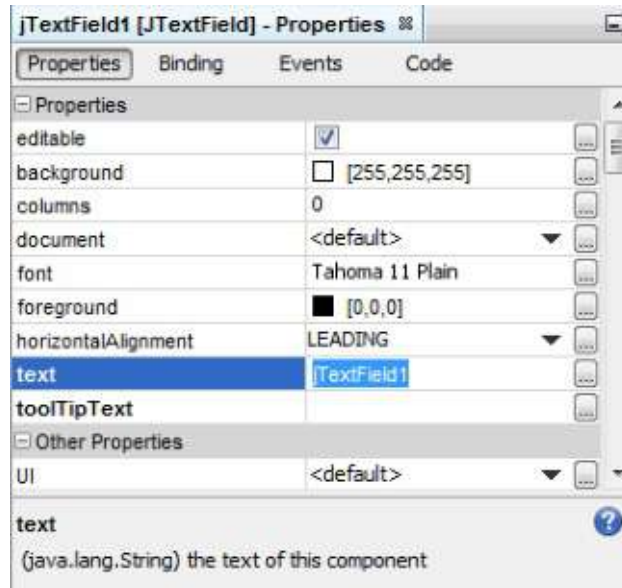 jTextField1 [JTextField] - Properties
Properties Binding Events Code
Properties
editable
background [255,255,255]
columns 0
document <default>
font Tahoma 11 Plain
foreground [0,0,0]
horizontalAlignment LEADING
text jTextField1
toolTipText
Other Properties
UI <default>
text
(java.lang.String) the text of this component